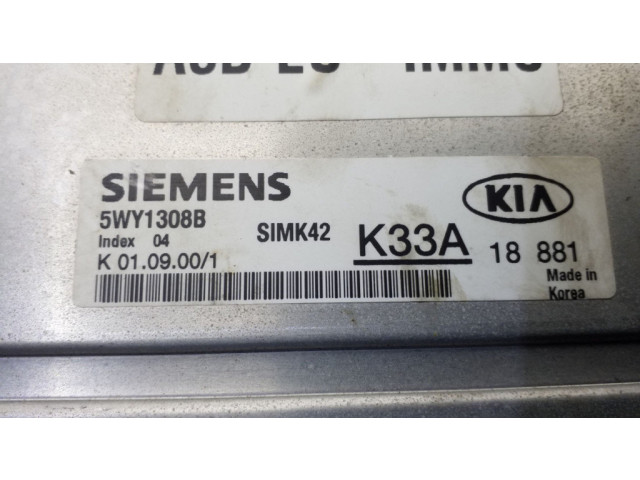 SIEMENS
KIA
5WY1308B
Index 04
SIMK42
K33A
18 881
K 01.09.00/1
Made in
Korea